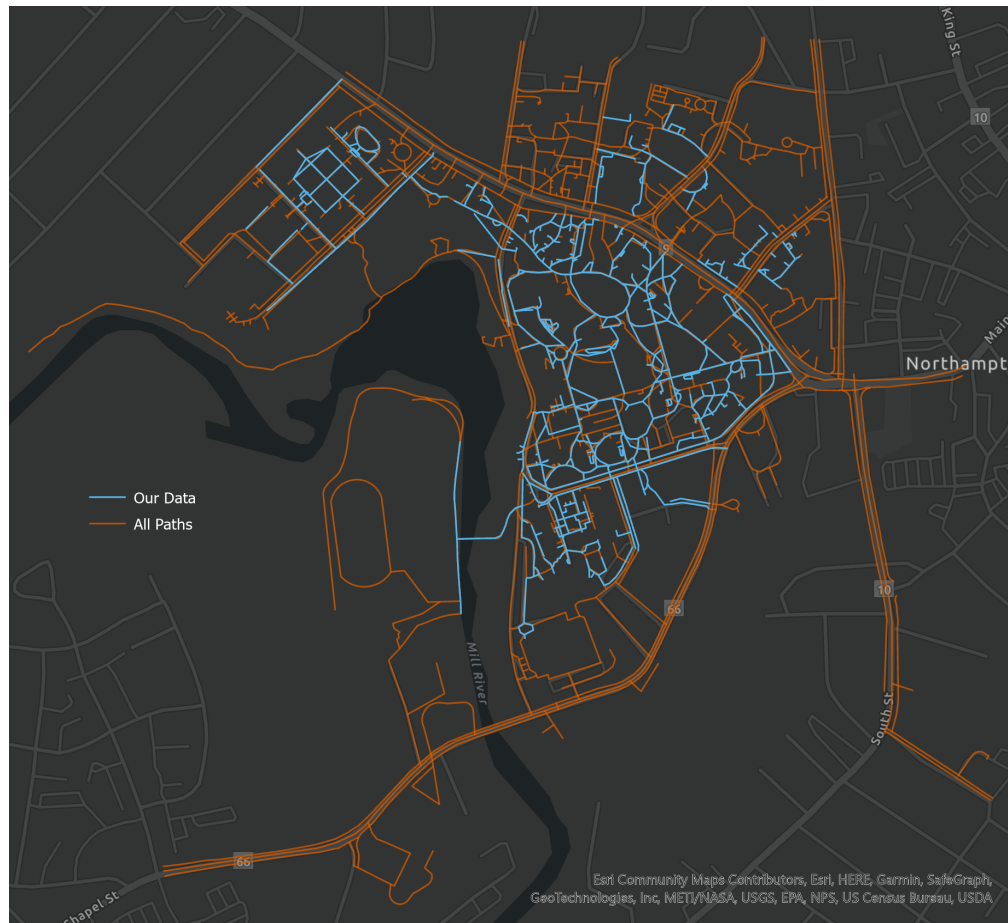 King St
10
9
Main
Northampt
Our Data
All Paths
10
66
Mill River
South St
66
Chapel St
Esri Community Maps Contributors, Esri, HERE, Garmin, SafeGraph,
GeoTechnologies, Inc, METI/NASA, USGS, EPA, NPS, US Census Bureau, USDA